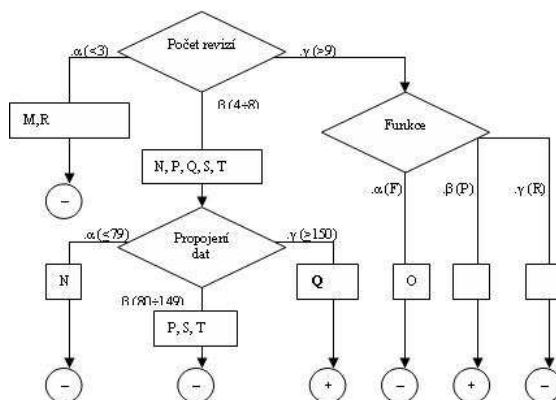 Počet revizí
.α (<3)
.γ (>9)
β (4÷8)
M,R
Funkce
N, P, Q, S, T
.α (F)
.β (P)
.γ (R)
–
.α (≤79)
Propojení
dat
.γ (≥150)
N
β (80÷149)
Q
O
P, S, T
–
–
+
–
+
–